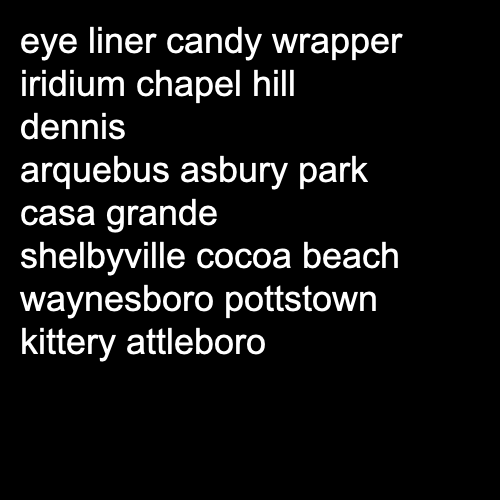 eye liner candy wrapper
iridium chapel hill
dennis
arquebus asbury park
casa grande
shelbyville cocoa beach
waynesboro pottstown
kittery attleboro